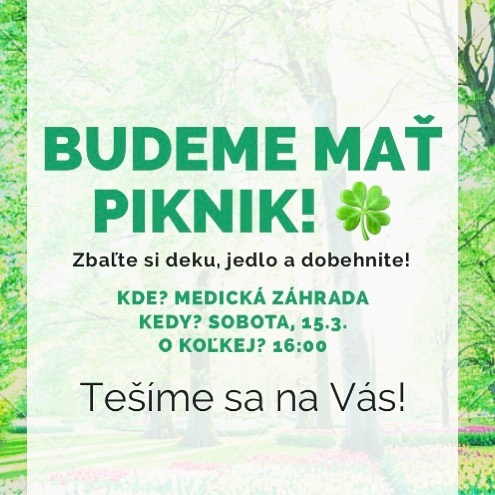 BUDEME MAŤ
PIKNIK! 🍀
Zbaľte si deku, jedlo a dobehnite!
KDE? MEDICKÁ ZÁHRADA
KEDY? SOBOTA, 15.3.
O KOĽKEJ? 16:00
Tešíme sa na Vás!